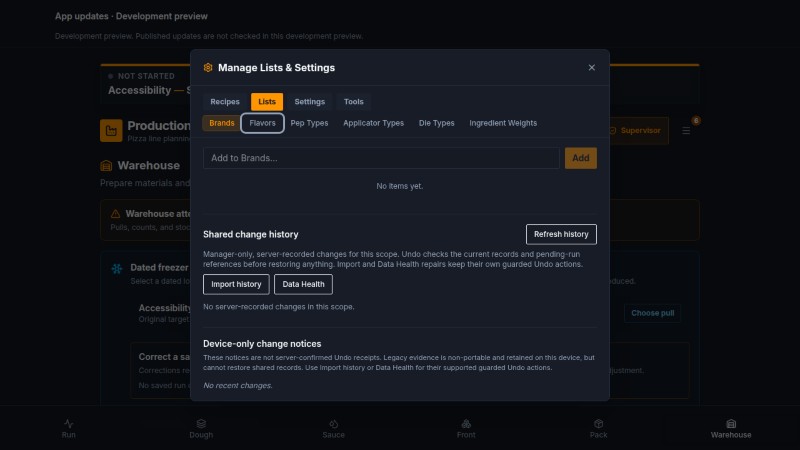 App updates · Development preview
Development preview. Published updates are not checked in this development preview.
NOT STARTED
Accessibility — S
Production
Pizza line planning
Supervisor
6
Warehouse
Prepare materials and
Warehouse atte
Pulls, counts, and stoc
Dated freezer
Select a dated lo
duced.
Accessibility
Original target
Choose pull
Correct a sa
Corrections re
djustment.
No saved run
Manage Lists & Settings
Recipes
Lists
Settings
Tools
Brands
Flavors
Pep Types
Applicator Types
Die Types
Ingredient Weights
Add to Brands...
Add
No items yet.
Shared change history
Refresh history
Manager-only, server-recorded changes for this scope. Undo checks the current records and pending-run
references before restoring anything. Import and Data Health repairs keep their own guarded Undo actions.
Import history
Data Health
No server-recorded changes in this scope.
Device-only change notices
These notices are not server-confirmed Undo receipts. Legacy evidence is non-portable and retained on this device, but
cannot restore shared records. Use Import history or Data Health for their supported guarded Undo actions.
No recent changes.
Run
Dough
Sauce
Front
Pack
Warehouse